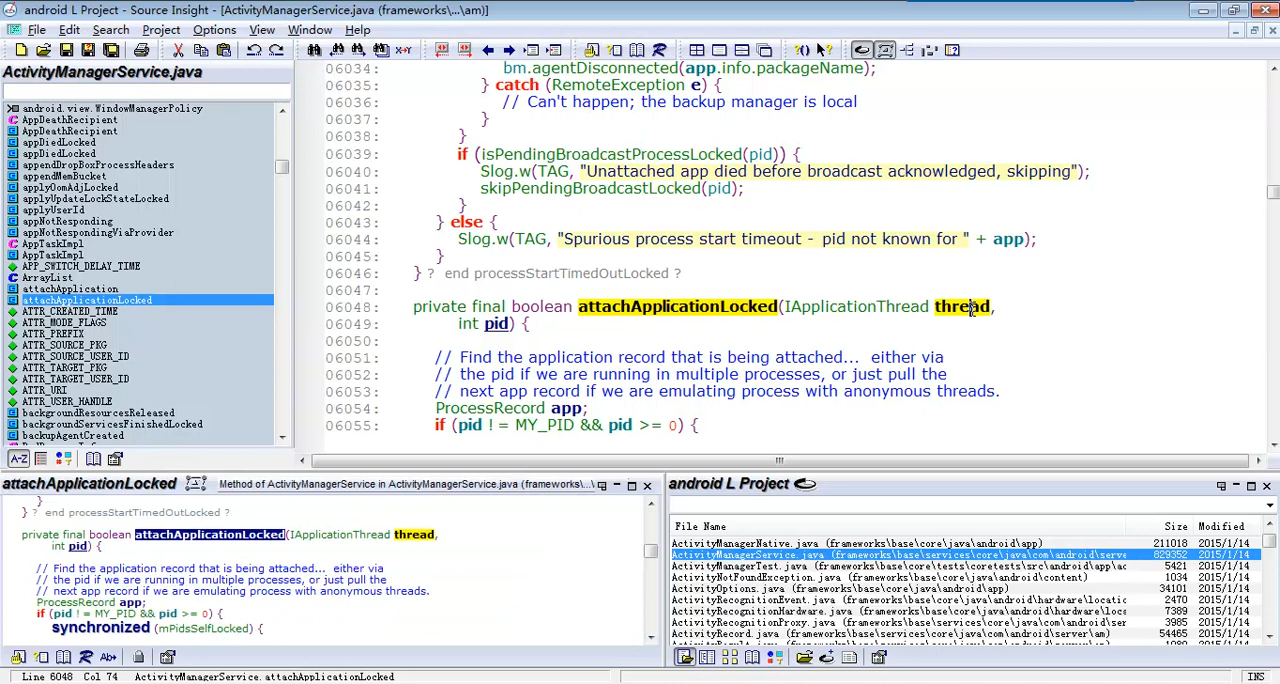 android L Project - Source Insight - [ActivityManagerService.java (frameworks\...\am)]
File Edit Search Project Options View Window Help
ActivityManagerService.java
android.view.WindowManagerPolicy
AppDeathRecipient
AppDeathRecipient
appDiedLocked
appDiedLocked
appendDropBoxProcessHeaders
appendMemBucket
applyOomAdjLocked
applyUpdateLockStateLocked
applyUserId
appNotResponding
appNotRespondingViaProvider
AppTaskImpl
AppTaskImpl
APP_SWITCH_DELAY_TIME
ArrayList
attachApplication
attachApplicationLocked
ATTR_CREATED_TIME
ATTR_MODE_FLAGS
ATTR_PREFIX
ATTR_SOURCE_PKG
ATTR_SOURCE_USER_ID
ATTR_TARGET_PKG
ATTR_TARGET_USER_ID
ATTR_URI
ATTR_USER_HANDLE
backgroundResourcesReleased
backgroundServicesFinishedLocked
backupAgentCreated
A-Z
06034: bm.agentDisconnected(app.info.packageName);
06035: } catch (RemoteException e) {
06036: // Can't happen; the backup manager is local
06037: }
06038: }
06039: if (isPendingBroadcastProcessLocked(pid)) {
06040: Slog.w(TAG, "Unattached app died before broadcast acknowledged, skipping");
06041: skipPendingBroadcastLocked(pid);
06042: }
06043: } else {
06044: Slog.w(TAG, "Spurious process start timeout - pid not known for " + app);
06045: }
06046: } ? end processStartTimedOutLocked ?
06047:
06048: private final boolean attachApplicationLocked(IApplicationThread thread,
06049: int pid) {
06050:
06051: // Find the application record that is being attached... either via
06052: // the pid if we are running in multiple processes, or just pull the
06053: // next app record if we are emulating process with anonymous threads.
06054: ProcessRecord app;
06055: if (pid != MY_PID && pid >= 0) {
attachApplicationLocked Method of ActivityManagerService in ActivityManagerService.java (frameworks\...\
}
} ? end processStartTimedOutLocked ?
private final boolean attachApplicationLocked(IApplicationThread thread,
int pid) {
// Find the application record that is being attached... either via
// the pid if we are running in multiple processes, or just pull the
// next app record if we are emulating process with anonymous threads.
ProcessRecord app;
if (pid != MY_PID && pid >= 0) {
synchronized (mPidsSelfLocked) {
android L Project
File Name Size Modified
ActivityManagerNative.java (frameworks\base\core\java\android\app) 211018 2015/1/14
ActivityManagerService.java (frameworks\base\services\core\java\com\android\serve 829352 2015/1/14
ActivityManagerTest.java (frameworks\base\core\tests\coretests\src\android\app\ac 5421 2015/1/14
ActivityNotFoundException.java (frameworks\base\core\java\android\content) 1034 2015/1/14
ActivityOptions.java (frameworks\base\core\java\android\app) 34101 2015/1/14
ActivityRecognitionEvent.java (frameworks\base\core\java\android\hardware\locatio 2470 2015/1/14
ActivityRecognitionHardware.java (frameworks\base\core\java\android\hardware\loca 7389 2015/1/14
ActivityRecognitionProxy.java (frameworks\base\services\core\java\com\android\ser 3985 2015/1/14
ActivityRecord.java (frameworks\base\services\core\java\com\android\server\am) 54465 2015/1/14
Line 6048 Col 74 ActivityManagerService.attachApplicationLocked INS